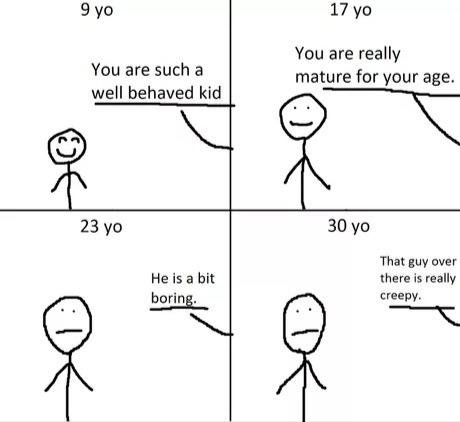 9 yo
You are such a
well behaved kid
17 yo
You are really
mature for your age.
23 yo
He is a bit
boring.
30 yo
That guy over
there is really
creepy.